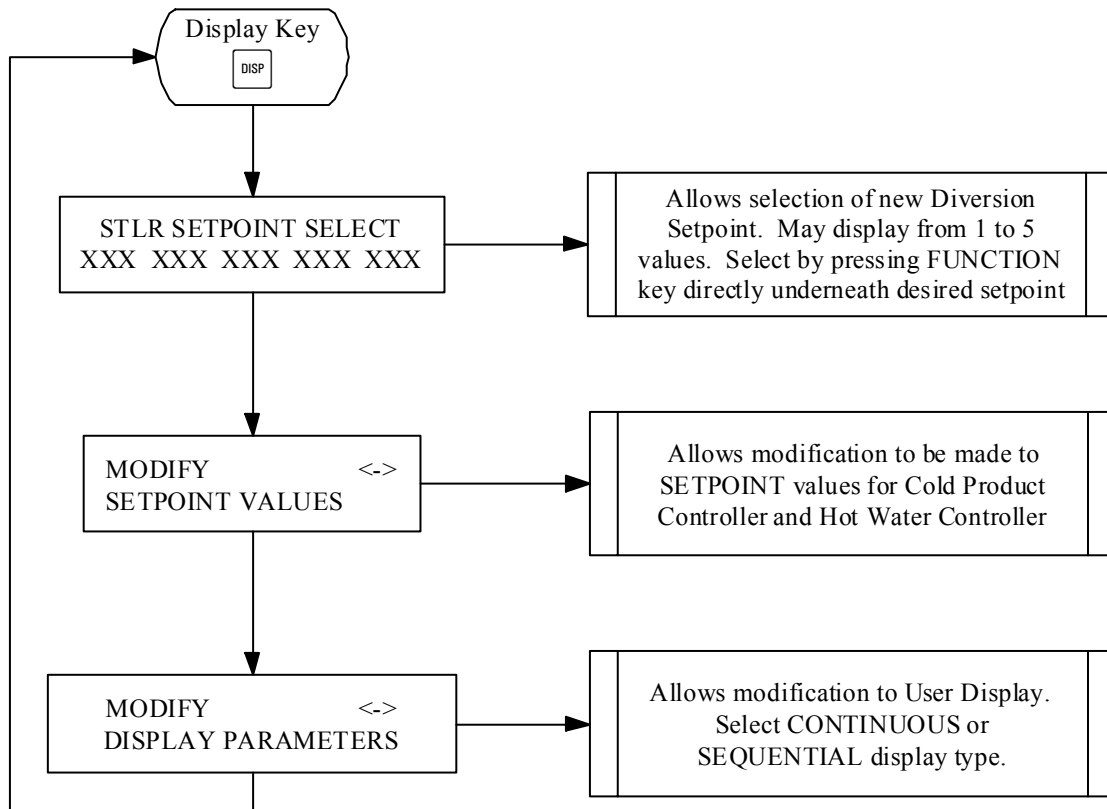 Display Key
DISP
STLR SETPOINT SELECT
XXX XXX XXX XXX XXX
Allows selection of new Diversion
Setpoint. May display from 1 to 5
values. Select by pressing FUNCTION
key directly underneath desired setpoint
MODIFY <->
SETPOINT VALUES
Allows modification to be made to
SETPOINT values for Cold Product
Controller and Hot Water Controller
MODIFY <->
DISPLAY PARAMETERS
Allows modification to User Display.
Select CONTINUOUS or
SEQUENTIAL display type.